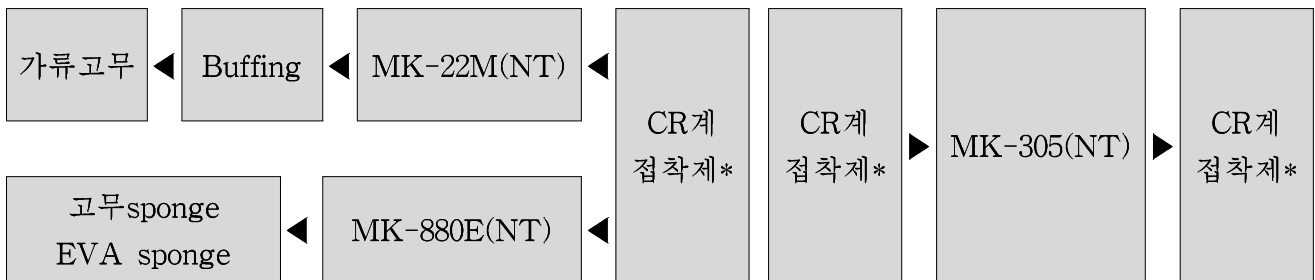 가류고무
Buffing
MK-22M(NT)
CR계
접착제*
CR계
접착제*
MK-305(NT)
CR계
접착제*
고무sponge
EVA sponge
MK-880E(NT)